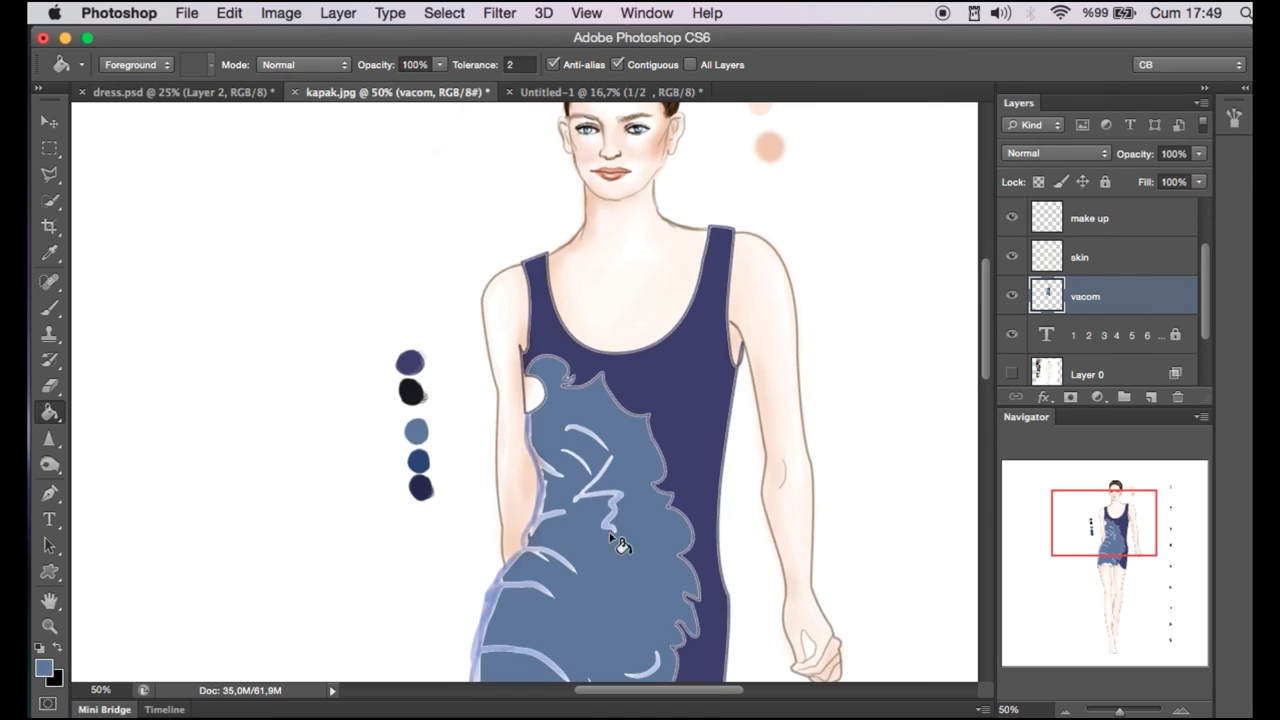 Photoshop File Edit Image Layer Type Select Filter 3D View Window Help %99 Cum 17:49
Adobe Photoshop CS6
Foreground Mode: Normal Opacity: 100% Tolerance: 2 Anti-alias Contiguous All Layers CB
dress.psd @ 25% (Layer 2, RGB/8) * kapak.jpg @ 50% (vacom, RGB/8#) * Untitled-1 @ 16,7% (1/2 , RGB/8) *
Layers
Kind
Normal Opacity: 100%
Lock: Fill: 100%
make up
skin
vacom
1 2 3 4 5 6 ...
Layer 0
fx
Navigator
50% Doc: 35,0M/61,9M 50%
Mini Bridge Timeline